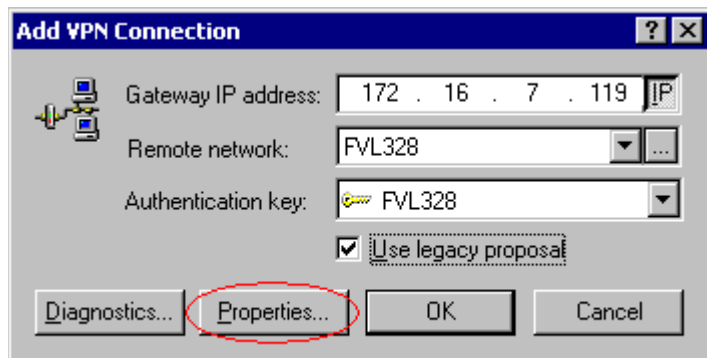 Add VPN Connection
Gateway IP address: 172 . 16 . 7 . 119 IP
Remote network: FVL328 ...
Authentication key: FVL328
Use legacy proposal
Diagnostics... Properties... OK Cancel